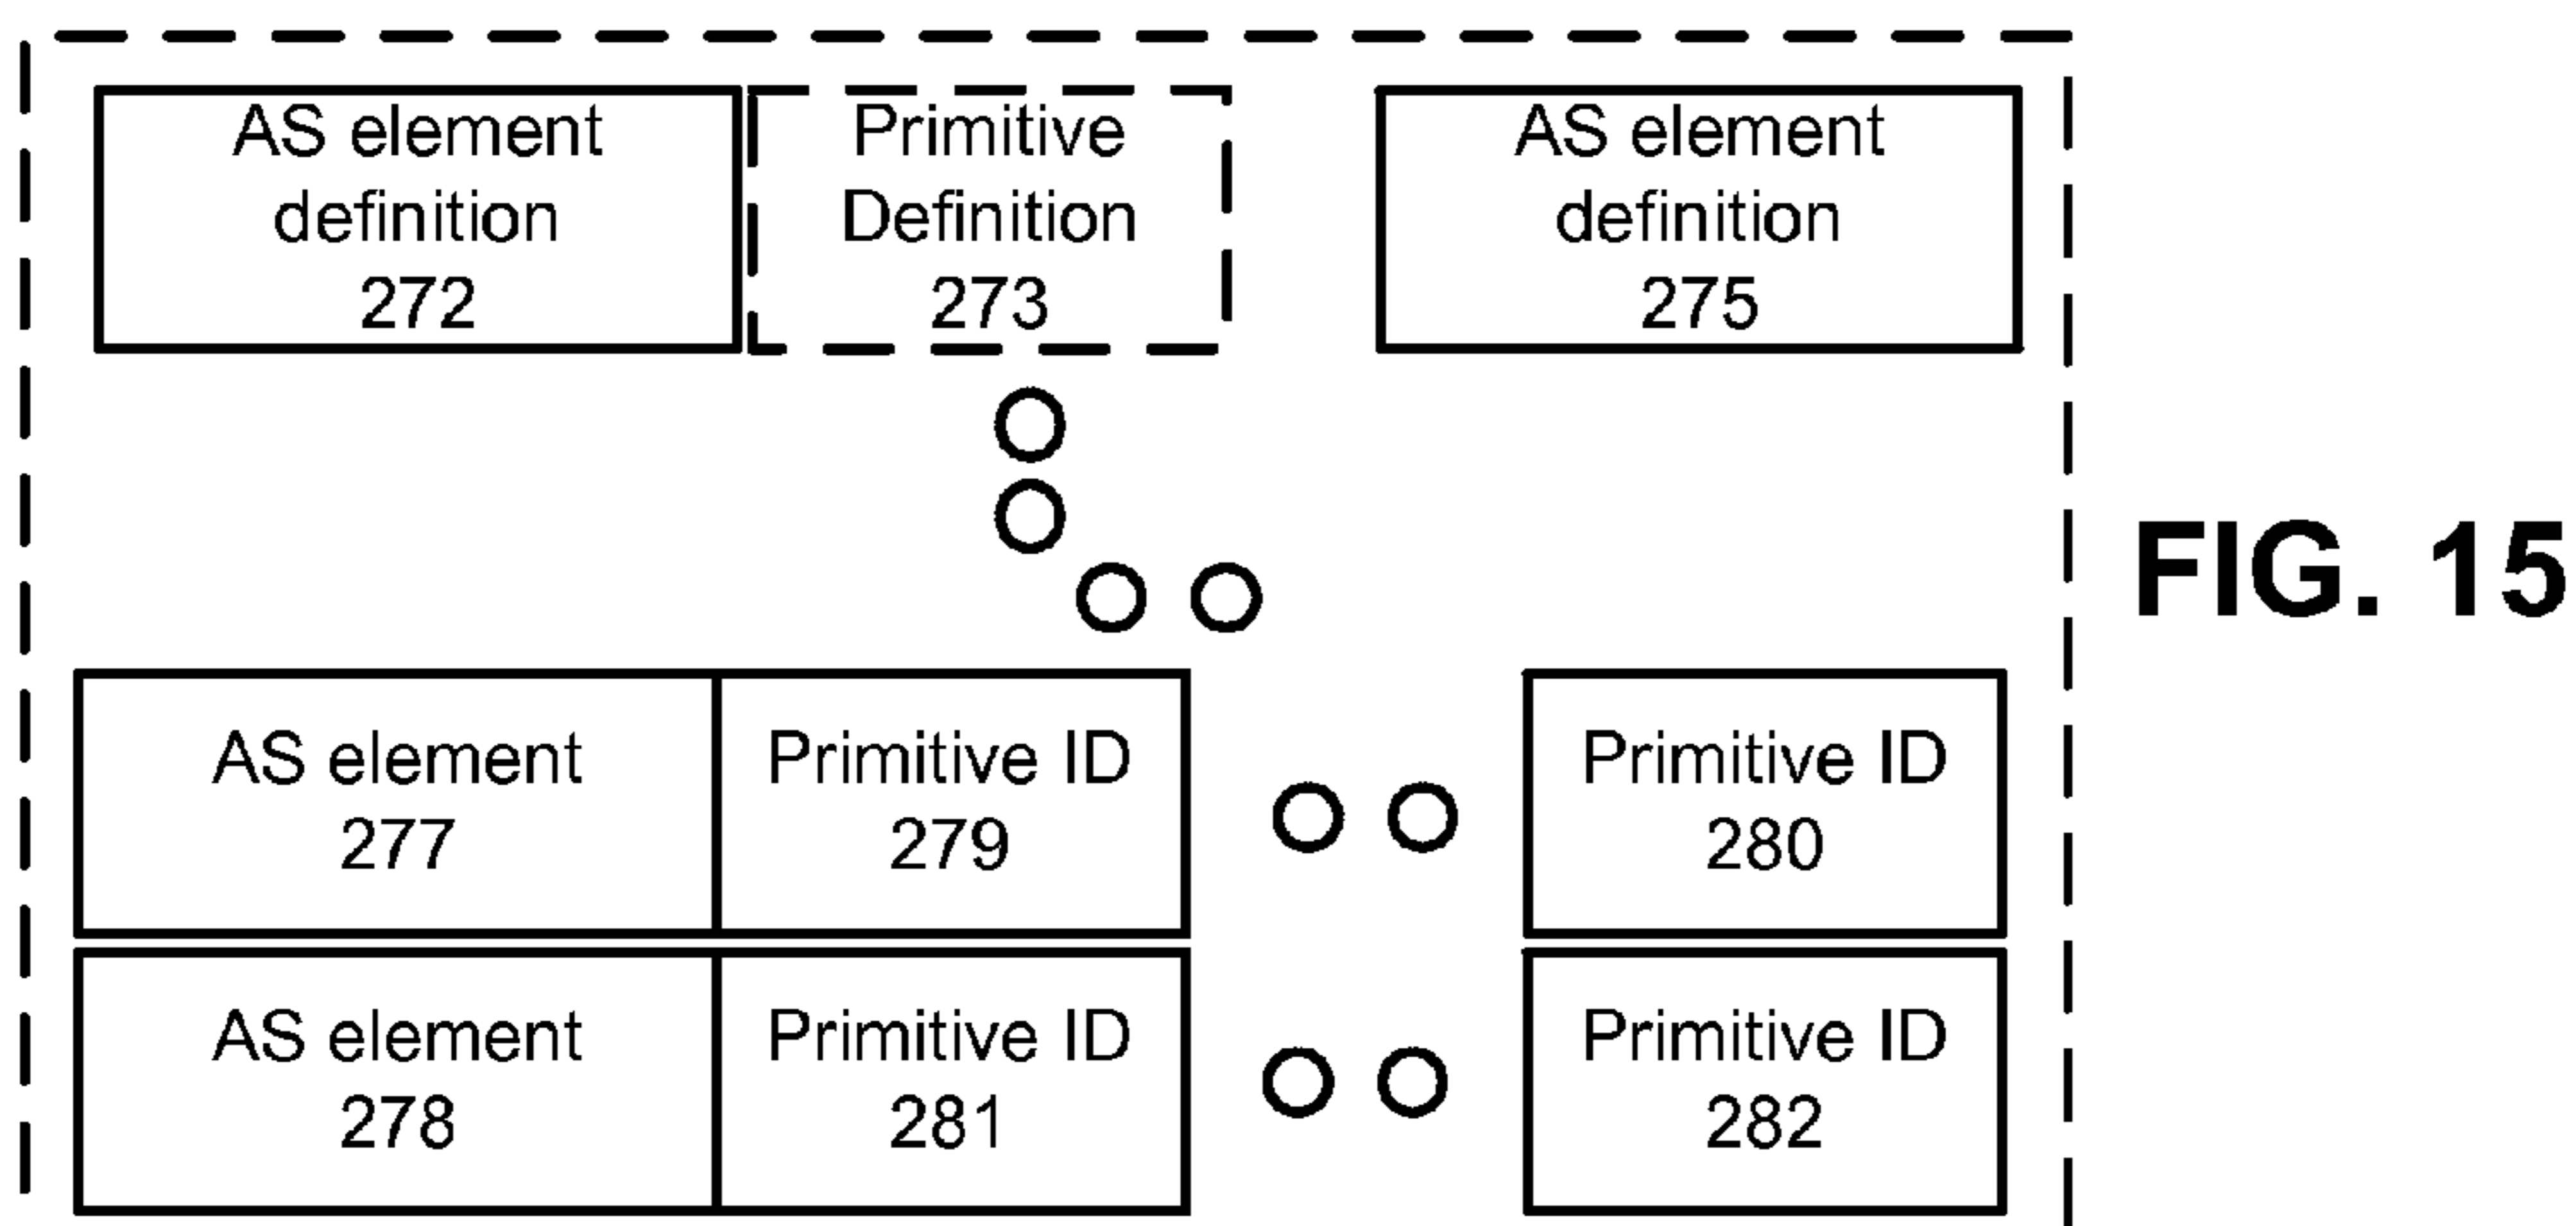 AS element
definition
272
Primitive
Definition
273
AS element
definition
275
FIG. 15
AS element
277
Primitive ID
279
Primitive ID
280
AS element
278
Primitive ID
281
Primitive ID
282